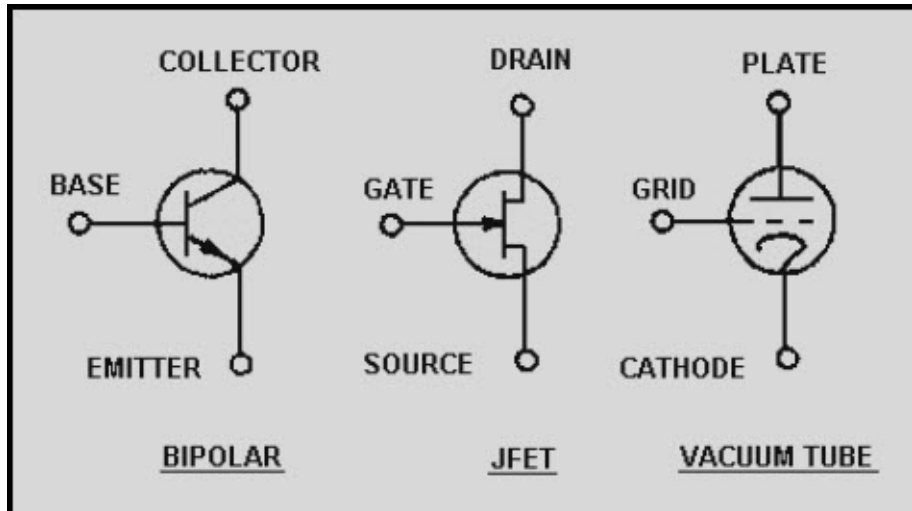 COLLECTOR
BASE
EMITTER
BIPOLAR
DRAIN
GATE
SOURCE
JFET
PLATE
GRID
CATHODE
VACUUM TUBE